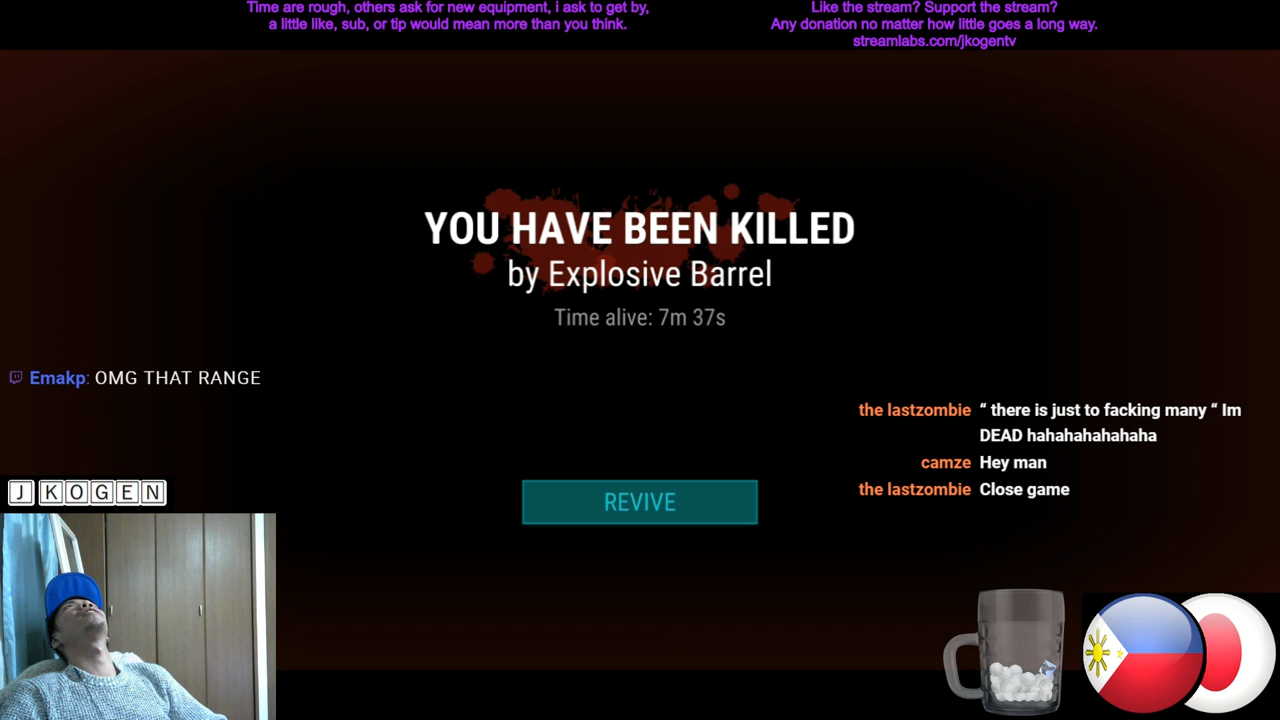 Time are rough, others ask for new equipment, i ask to get by,
a little like, sub, or tip would mean more than you think.
Like the stream? Support the stream?
Any donation no matter how little goes a long way.
streamlabs.com/jkogentv
YOU HAVE BEEN KILLED
by Explosive Barrel
Time alive: 7m 37s
Emakp: OMG THAT RANGE
the lastzombie “ there is just to facking many “ Im
DEAD hahahahahahaha
camze Hey man
the lastzombie Close game
J KOGEN
REVIVE